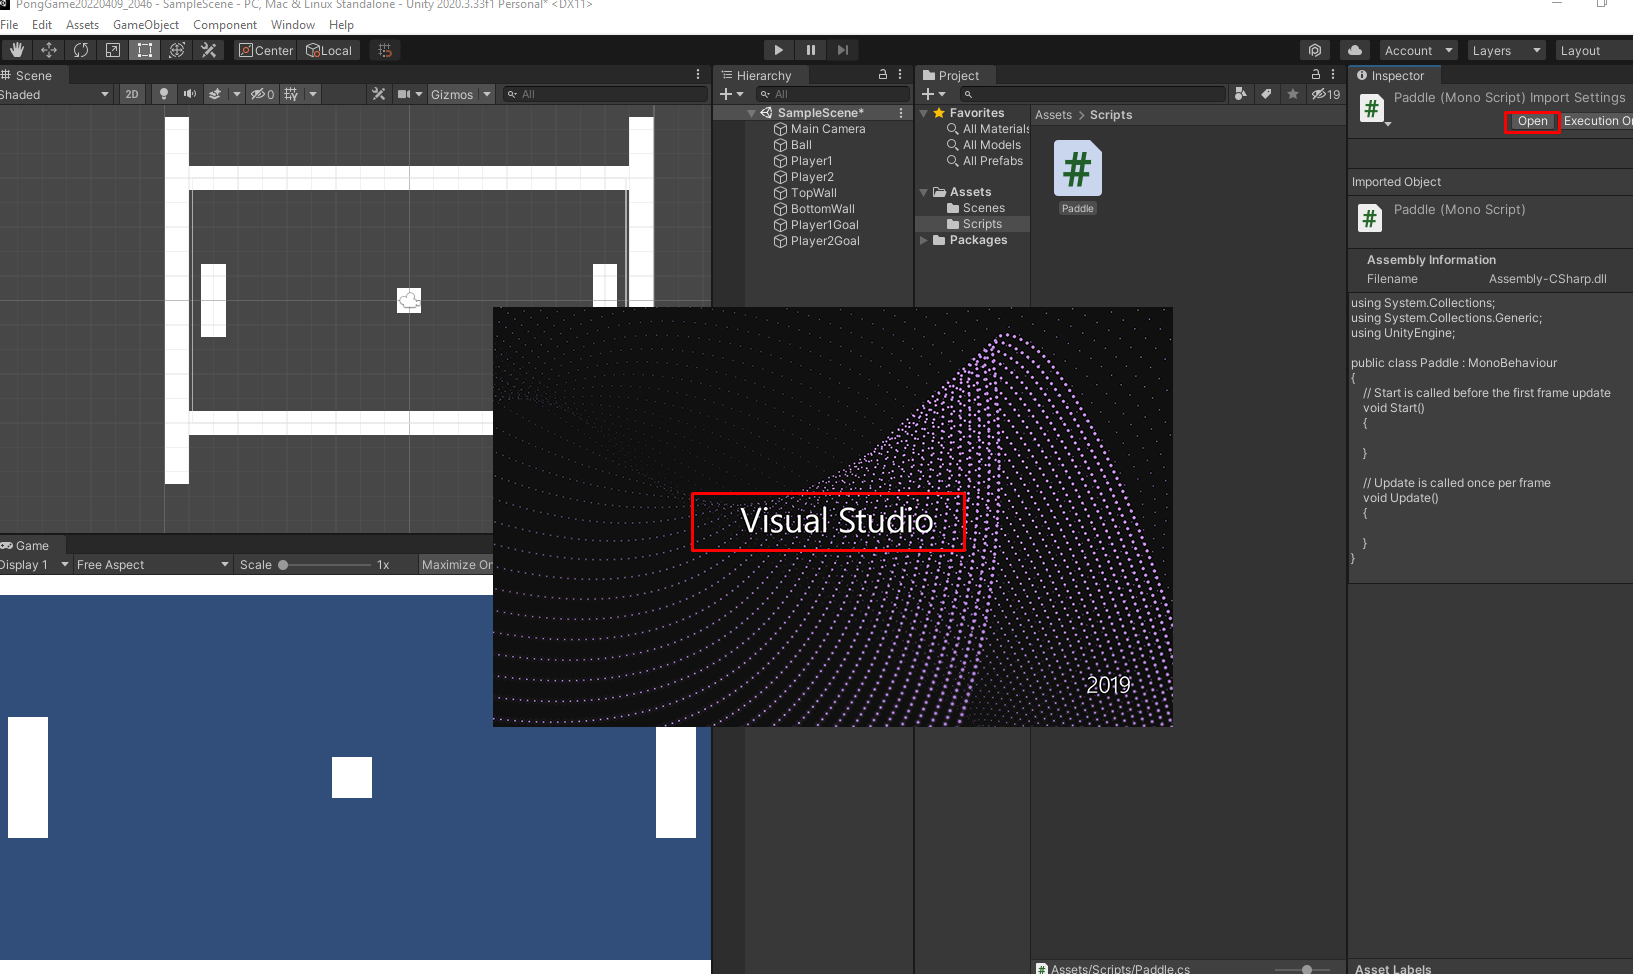 PongGame20220409_2046 - SampleScene - PC, Mac & Linux Standalone - Unity 2020.3.33f1 Personal* <DX11>
File Edit Assets GameObject Component Window Help
Center Local Account Layers Layout
Scene
Shaded 2D 0 Gizmos All
Hierarchy
All
SampleScene*
Main Camera
Ball
Player1
Player2
TopWall
BottomWall
Player1Goal
Player2Goal
Project
19
Favorites
All Materials
All Models
All Prefabs
Assets
Scenes
Scripts
Packages
Assets > Scripts
#
Paddle
Inspector
# Paddle (Mono Script) Import Settings
Open Execution Or
Imported Object
# Paddle (Mono Script)
Assembly Information
Filename Assembly-CSharp.dll
using System.Collections;
using System.Collections.Generic;
using UnityEngine;
public class Paddle : MonoBehaviour
{
// Start is called before the first frame update
void Start()
{
}
// Update is called once per frame
void Update()
{
}
}
Visual Studio
2019
Game
Display 1 Free Aspect Scale 1x Maximize On
Assets/Scripts/Paddle.cs
Asset Labels